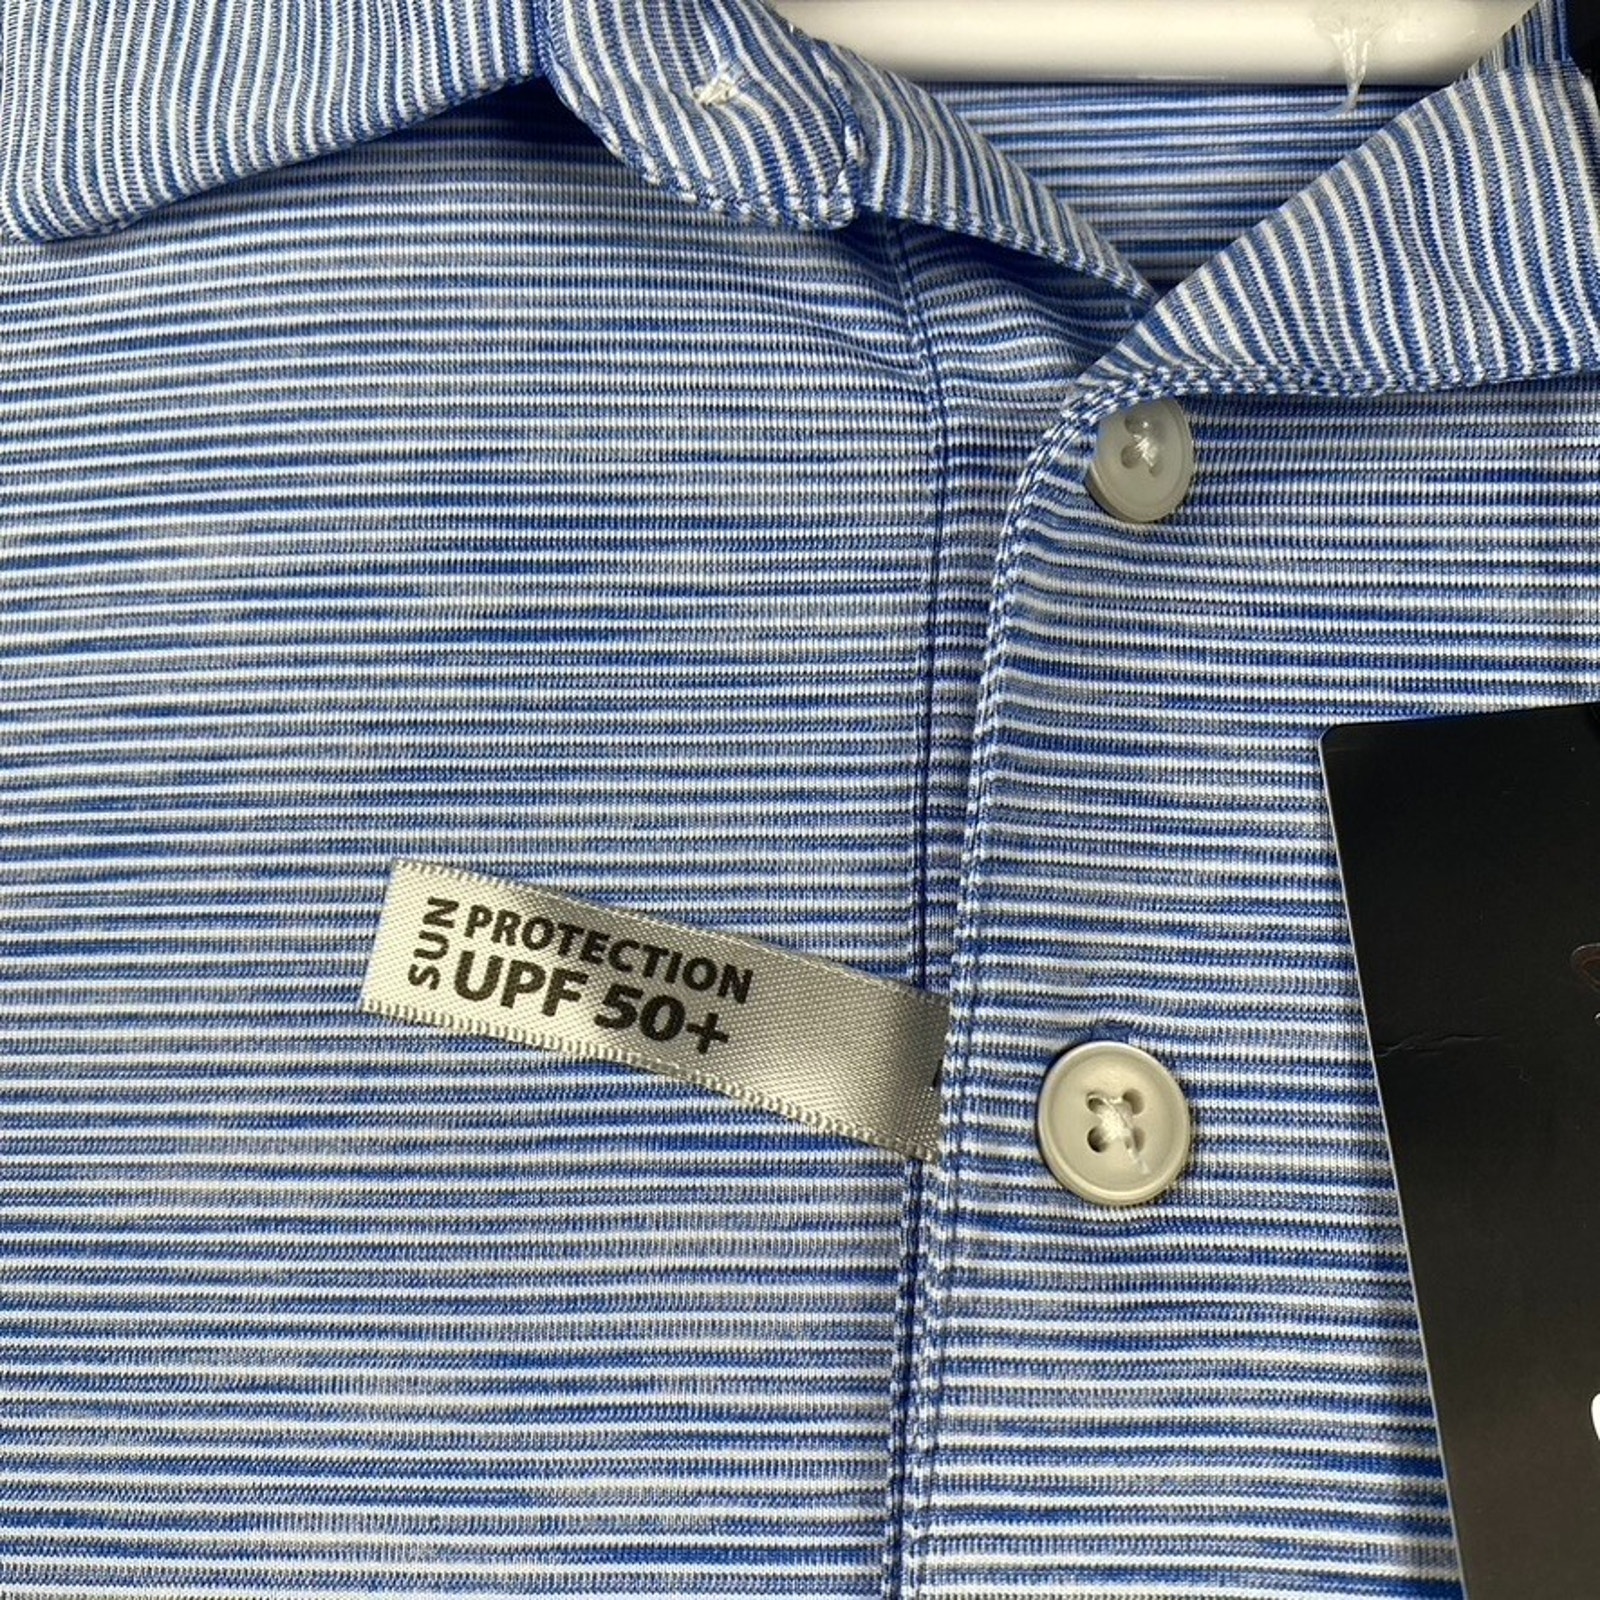 SUN
PROTECTION
UPF 50+